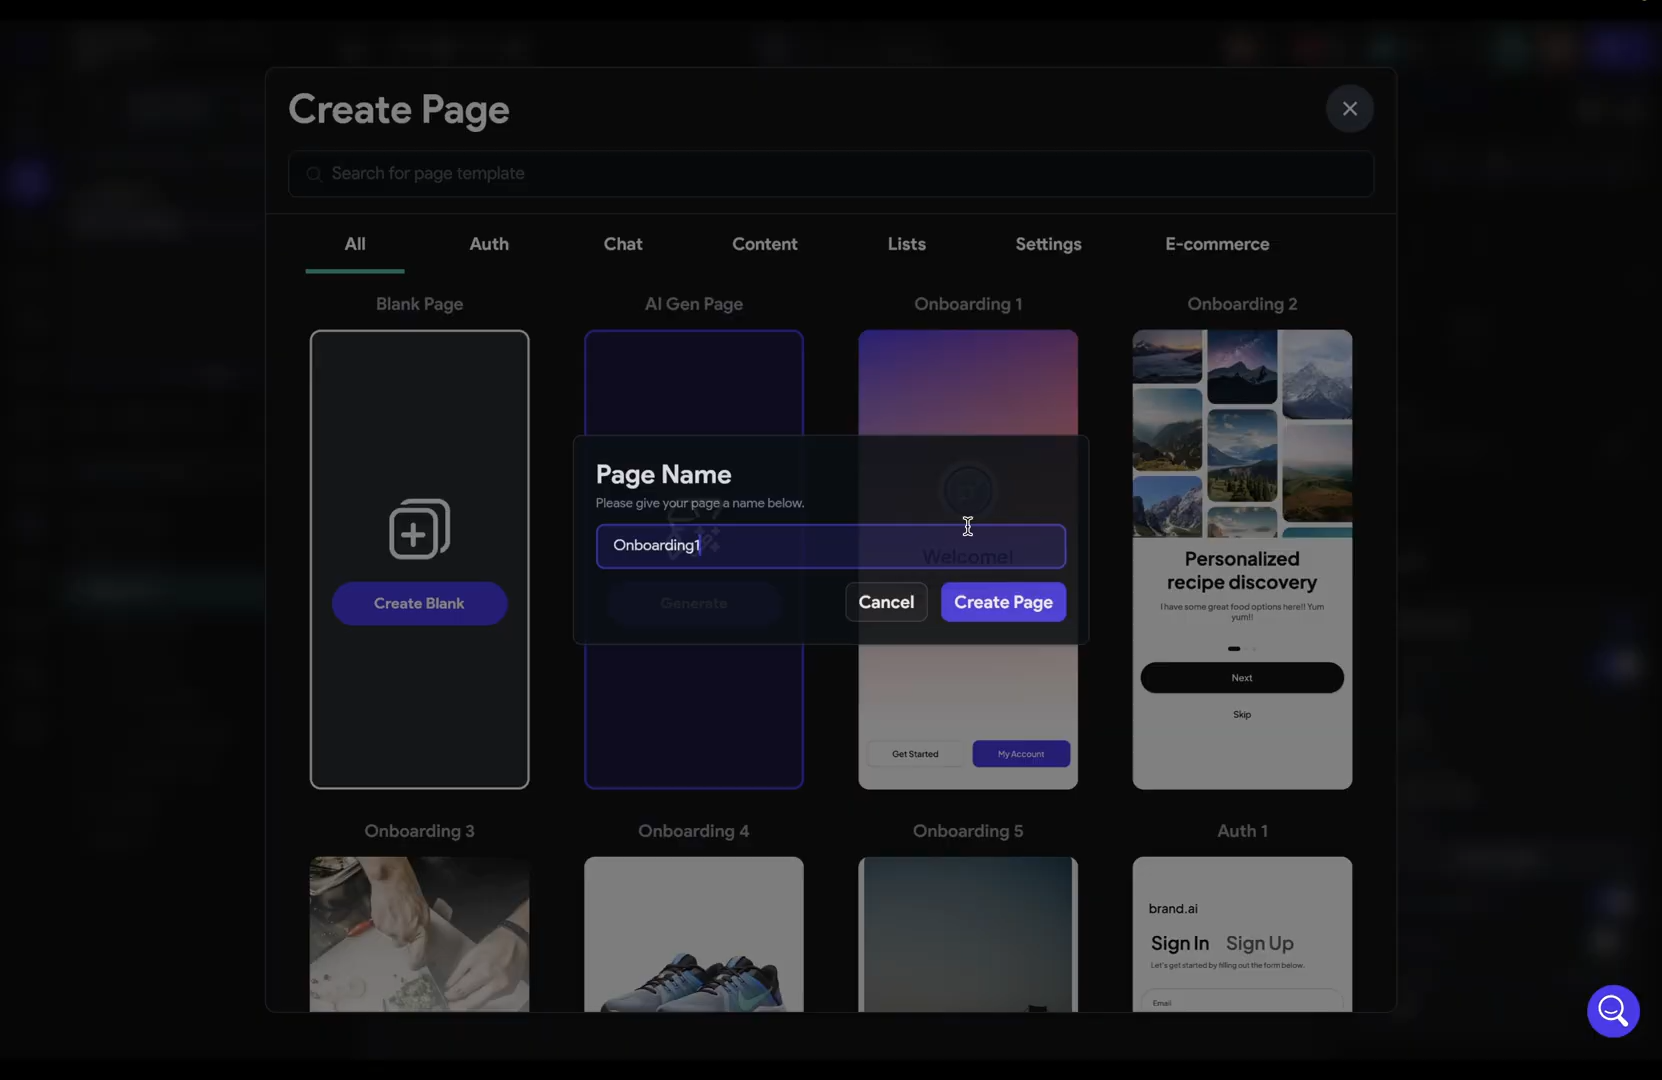 Create Page
Search for page template
All Auth Chat Content Lists Settings E-commerce
Blank Page AI Gen Page Onboarding 1 Onboarding 2
Page Name
Please give your page a name below.
Onboarding1
Welcome!
Cancel Create Page
Create Blank
Generate
Get Started My Account
Personalized
recipe discovery
I have some great food options here!! Yum
yum!!
Next
Skip
Onboarding 3 Onboarding 4 Onboarding 5 Auth 1
brand.ai
Sign In Sign Up
Let's get started by filling out the form below.
Email